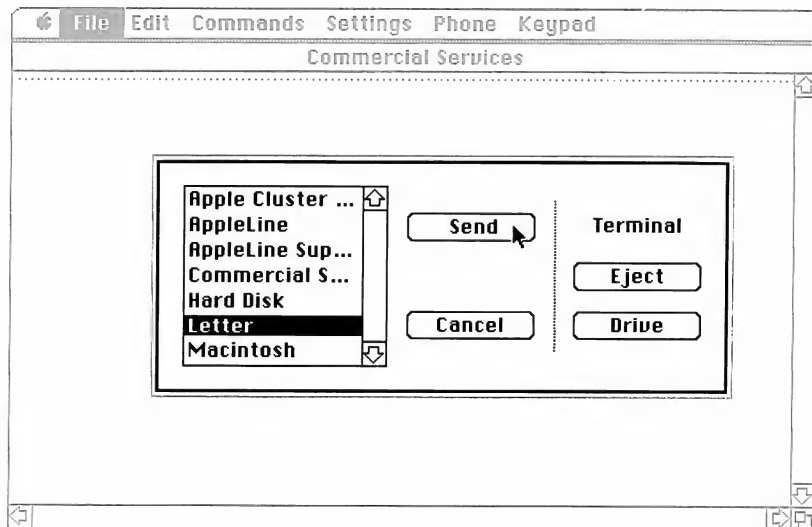 File Edit Commands Settings Phone Keypad
Commercial Services
Apple Cluster ...
AppleLine
AppleLine Sup...
Commercial S...
Hard Disk
Letter
Macintosh
Send
Cancel
Terminal
Eject
Drive